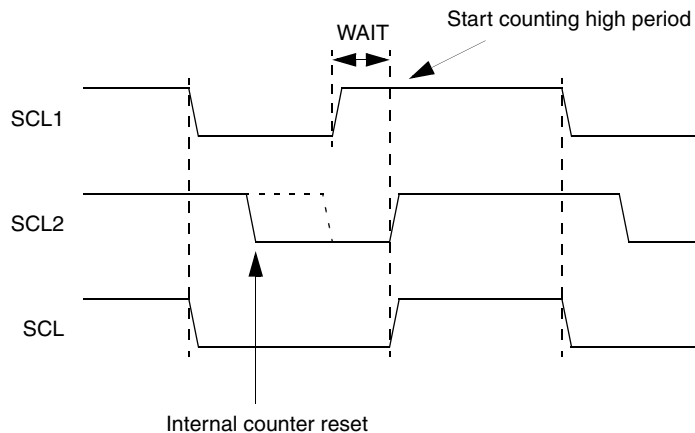 Start counting high period
WAIT
SCL1
SCL2
SCL
Internal counter reset